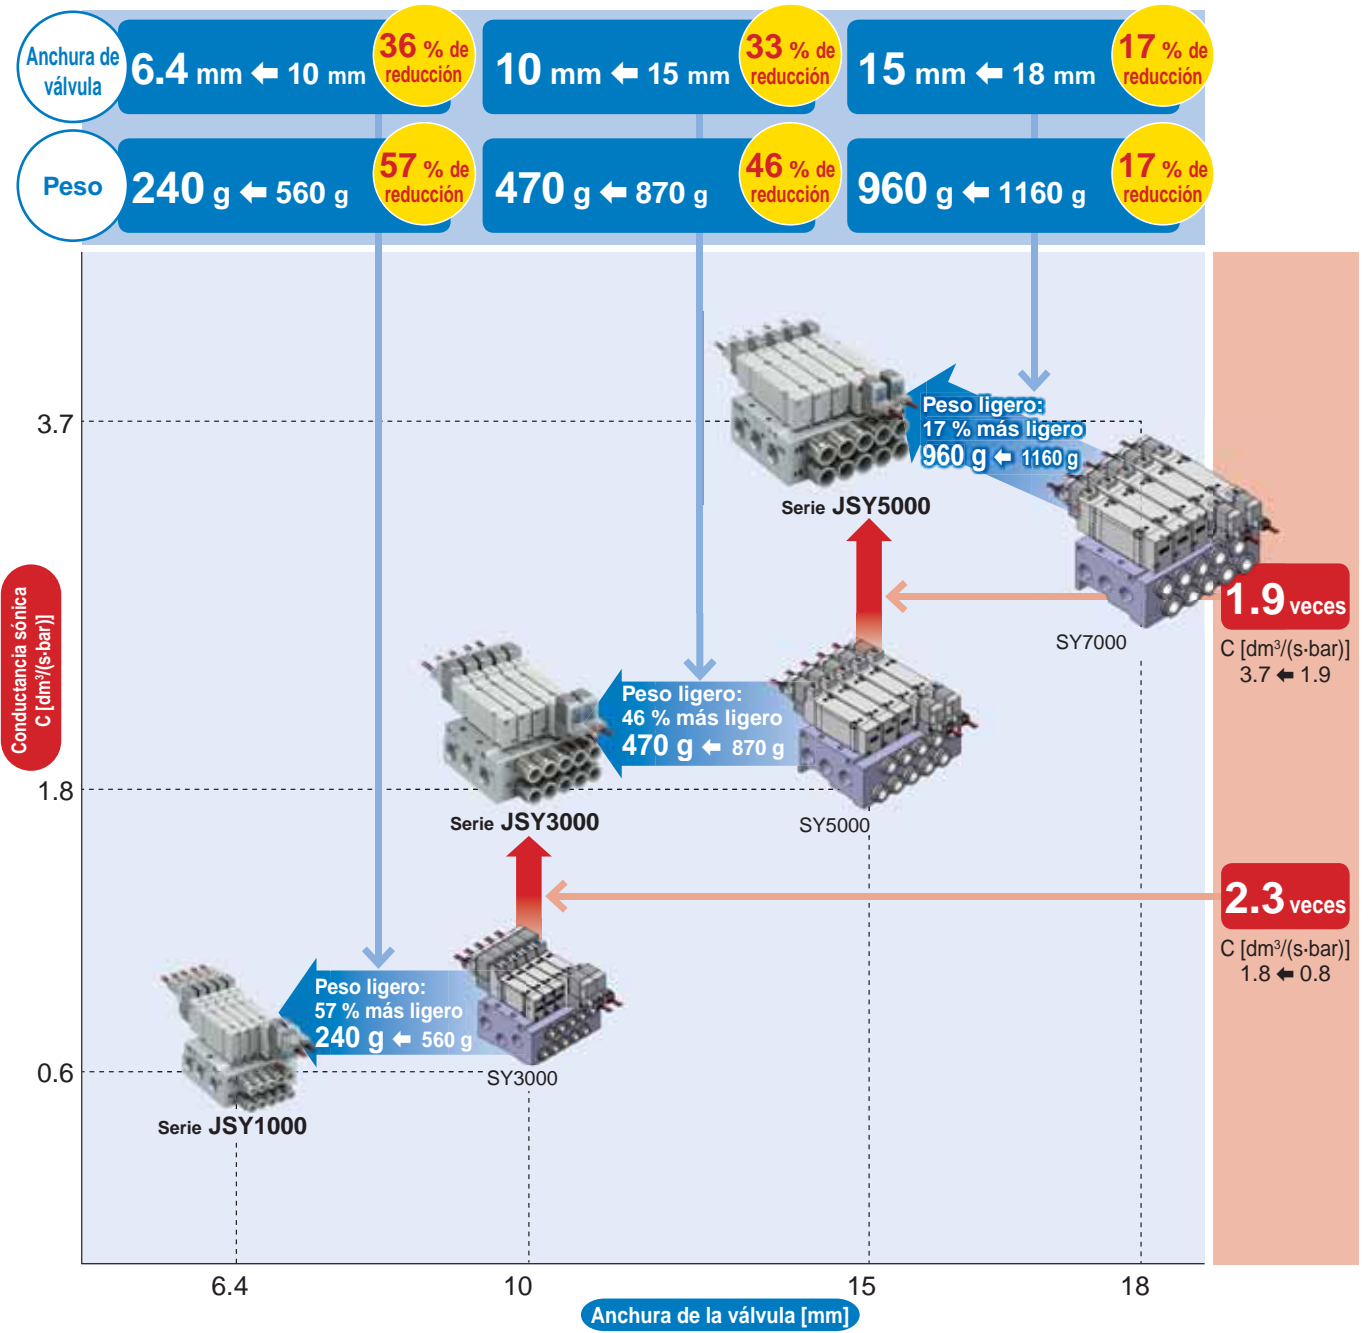 Anchura de válvula
6.4 mm ← 10 mm
36 % de reducción
10 mm ← 15 mm
33 % de reducción
15 mm ← 18 mm
17 % de reducción
Peso
240 g ← 560 g
57 % de reducción
470 g ← 870 g
46 % de reducción
960 g ← 1160 g
17 % de reducción
3.7
Peso ligero:
17 % más ligero
960 g ← 1160 g
Serie JSY5000
Conductancia sónica
C [dm³/(s·bar)]
1.9 veces
C [dm³/(s·bar)]
3.7 ← 1.9
SY7000
Peso ligero:
46 % más ligero
470 g ← 870 g
1.8
Serie JSY3000
SY5000
2.3 veces
C [dm³/(s·bar)]
1.8 ← 0.8
Peso ligero:
57 % más ligero
240 g ← 560 g
0.6
SY3000
Serie JSY1000
6.4
10
15
18
Anchura de la válvula [mm]